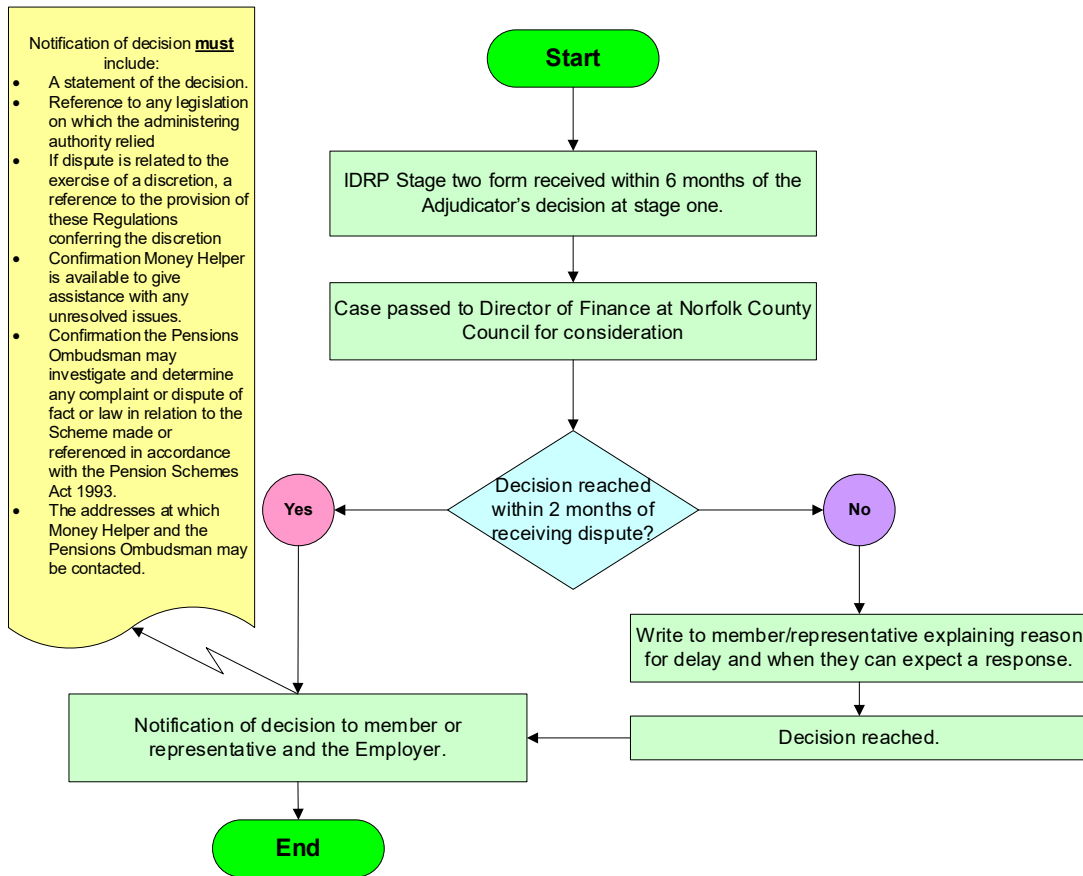 Notification of decision must
include:
• A statement of the decision.
• Reference to any legislation
on which the administering
authority relied
• If dispute is related to the
exercise of a discretion, a
reference to the provision of
these Regulations
conferring the discretion
• Confirmation Money Helper
is available to give
assistance with any
unresolved issues.
• Confirmation the Pensions
Ombudsman may
investigate and determine
any complaint or dispute of
fact or law in relation to the
Scheme made or
referenced in accordance
with the Pension Schemes
Act 1993.
• The addresses at which
Money Helper and the
Pensions Ombudsman may
be contacted.
Start
IDRP Stage two form received within 6 months of the
Adjudicator's decision at stage one.
Case passed to Director of Finance at Norfolk County
Council for consideration
Decision reached
within 2 months of
receiving dispute?
Yes
No
Write to member/representative explaining reason
for delay and when they can expect a response.
Decision reached.
Notification of decision to member or
representative and the Employer.
End